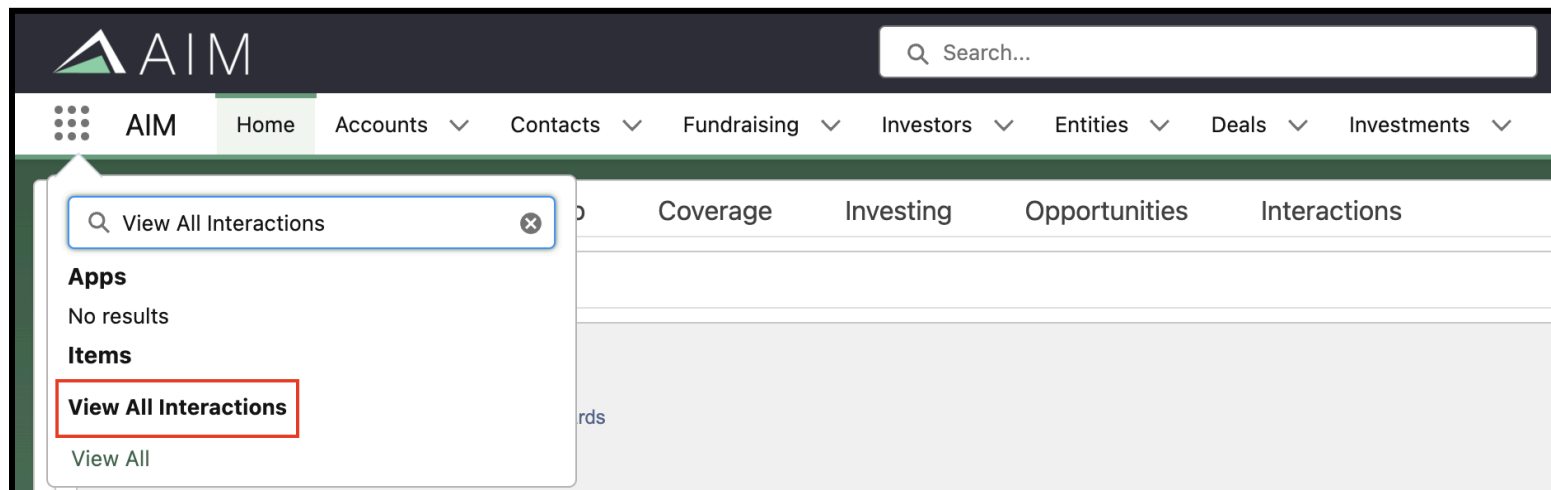 AIM
Search...
AIM Home Accounts Contacts Fundraising Investors Entities Deals Investments
Coverage Investing Opportunities Interactions
View All Interactions
Apps
No results
Items
View All Interactions
View All